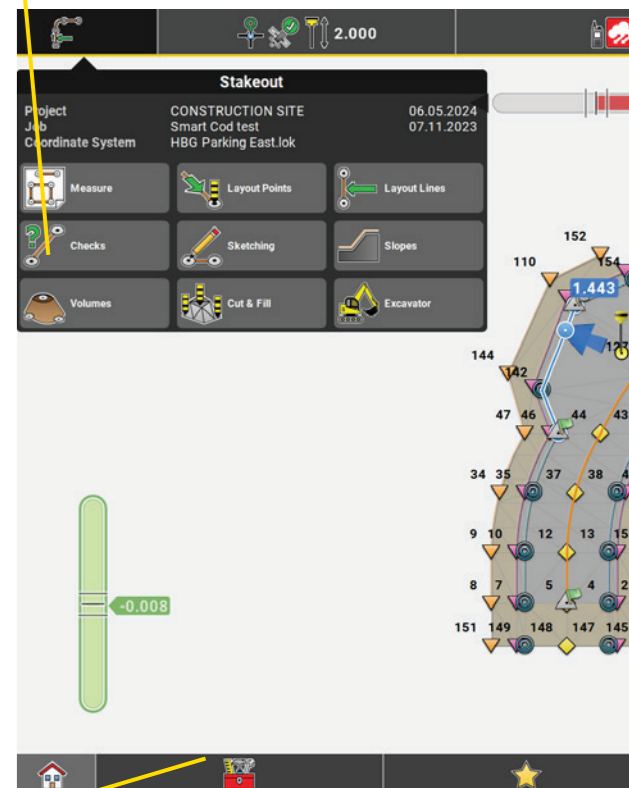 2.000
Stakeout
Project CONSTRUCTION SITE 06.05.2024
Job Smart Cod test 07.11.2023
Coordinate System HBG Parking East.lok
Measure Layout Points Layout Lines
Checks Sketching Slopes
Volumes Cut & Fill Excavator
152
110 154
1.443
127
144
142
47 46 44 43
34 35 37 38 4
9 10 12 13 15
8 7 5 4 2
151 149 148 147 145
-0.008